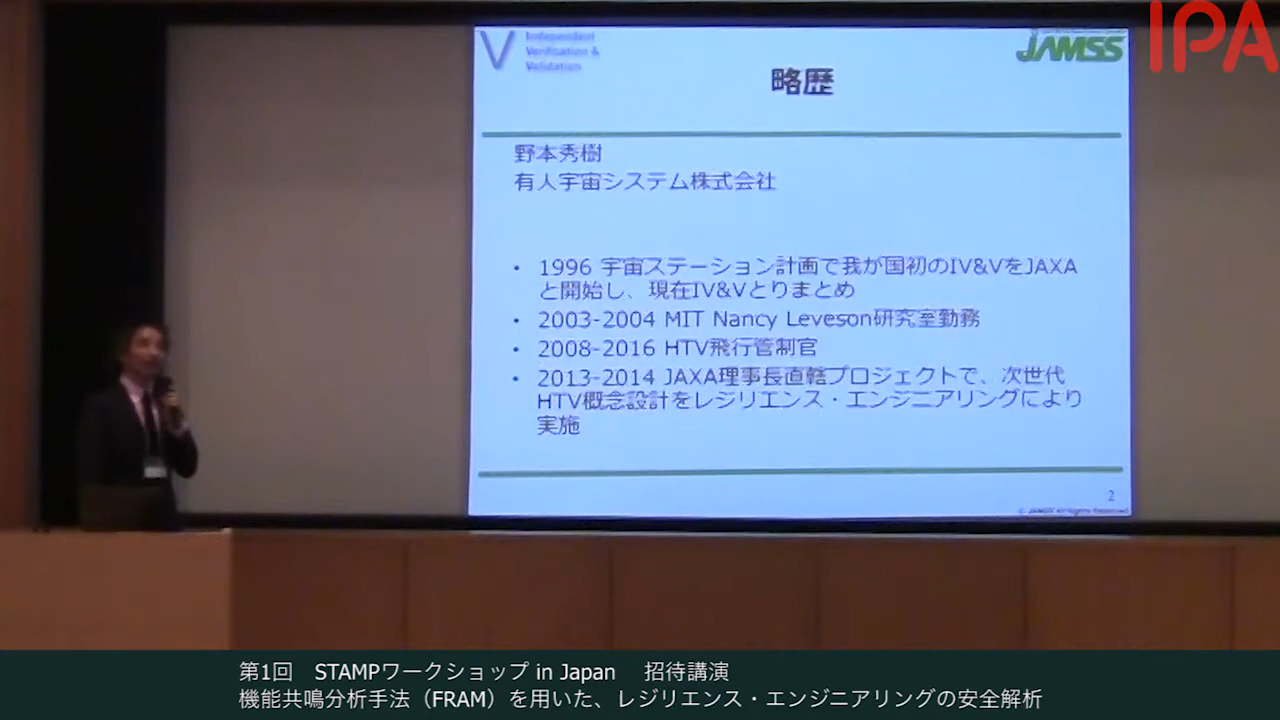 IPA
V Independent
Verification &
Validation
JAMSS
略歴
野本秀樹
有人宇宙システム株式会社
• 1996 宇宙ステーション計画で我が国初のIV&VをJAXA
と開始し、現在IV&Vとりまとめ
• 2003-2004 MIT Nancy Leveson研究室勤務
• 2008-2016 HTV飛行管制官
• 2013-2014 JAXA理事長直轄プロジェクトで、次世代
HTV概念設計をレジリエンス・エンジニアリングにより
実施
2
© JAMSS All Rights Reserved
第1回 STAMPワークショップ in Japan 招待講演
機能共鳴分析手法（FRAM）を用いた、レジリエンス・エンジニアリングの安全解析